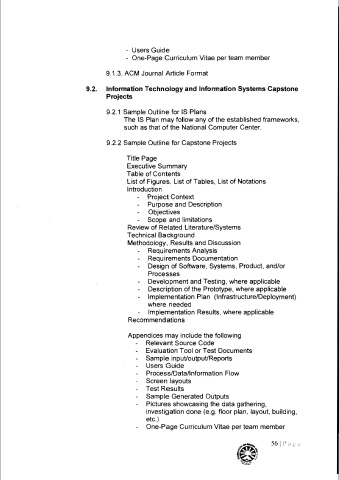 - Users Guide
- One-Page Curriculum Vitae per team member
9.1.3. ACM Journal Article Format
9.2. Information Technology and Information Systems Capstone
Projects
9.2.1 Sample Outline for IS Plans
The IS Plan may follow any of the established frameworks,
such as that of the National Computer Center.
9.2.2 Sample Outline for Capstone Projects
Title Page
Executive Summary
Table of Contents
List of Figures, List of Tables, List of Notations
Introduction
- Project Context
- Purpose and Description
- Objectives
- Scope and limitations
Review of Related Literature/Systems
Technical Background
Methodology, Results and Discussion
- Requirements Analysis
- Requirements Documentation
- Design of Software, Systems, Product, and/or
Processes
- Development and Testing, where applicable
- Description of the Prototype, where applicable
- Implementation Plan (Infrastructure/Deployment)
where needed
- Implementation Results, where applicable
Recommendations
Appendices may include the following
- Relevant Source Code
- Evaluation Tool or Test Documents
- Sample input/output/Reports
- Users Guide
- Process/Data/Information Flow
- Screen layouts
- Test Results
- Sample Generated Outputs
- Pictures showcasing the data gathering,
investigation done (e.g. floor plan, layout, building,
etc.)
- One-Page Curriculum Vitae per team member
56 | Page